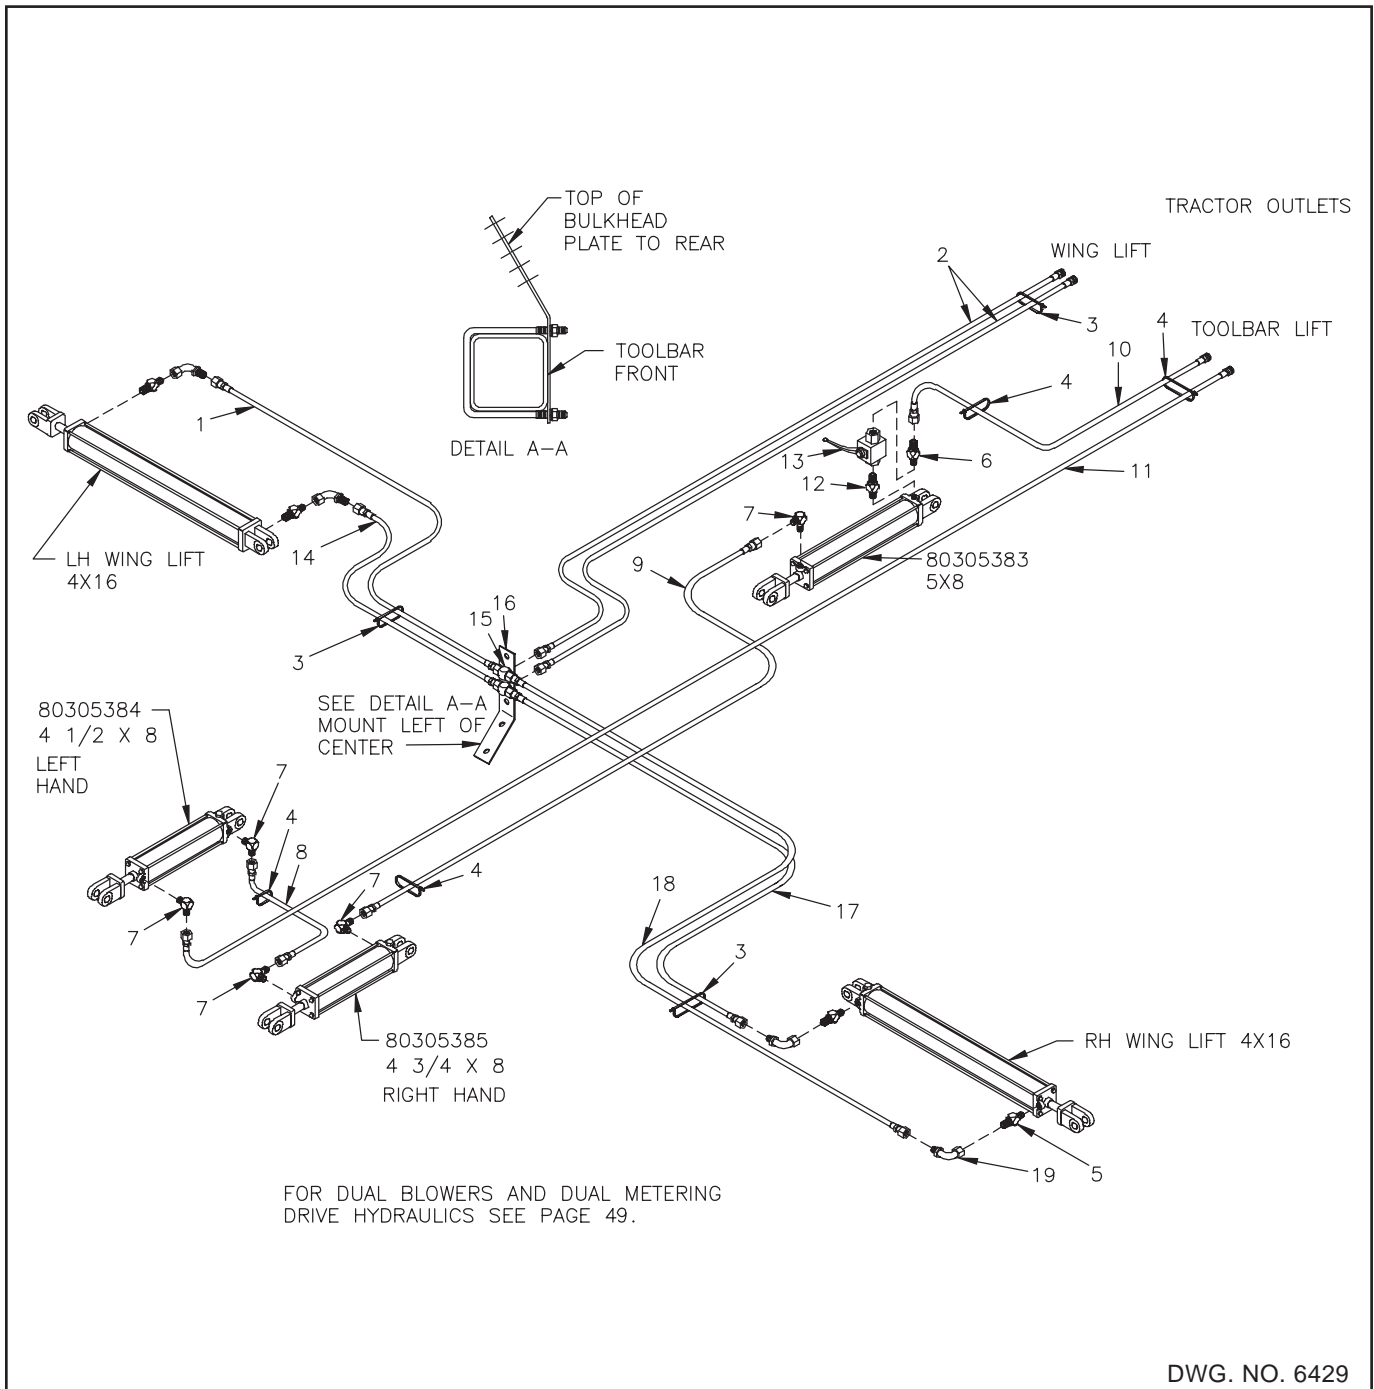 TOP OF
BULKHEAD
PLATE TO REAR
TRACTOR OUTLETS
2
WING LIFT
3
4
TOOLBAR LIFT
TOOLBAR
FRONT
10
4
DETAIL A-A
1
13
6
11
12
7
14
LH WING LIFT
4X16
9
80305383
5X8
16
15
3
80305384
4 1/2 X 8
LEFT
HAND
SEE DETAIL A-A
MOUNT LEFT OF
CENTER
7
4
8
7
4
18
17
7
3
7
80305385
4 3/4 X 8
RIGHT HAND
RH WING LIFT 4X16
19
5
FOR DUAL BLOWERS AND DUAL METERING
DRIVE HYDRAULICS SEE PAGE 49.
DWG. NO. 6429